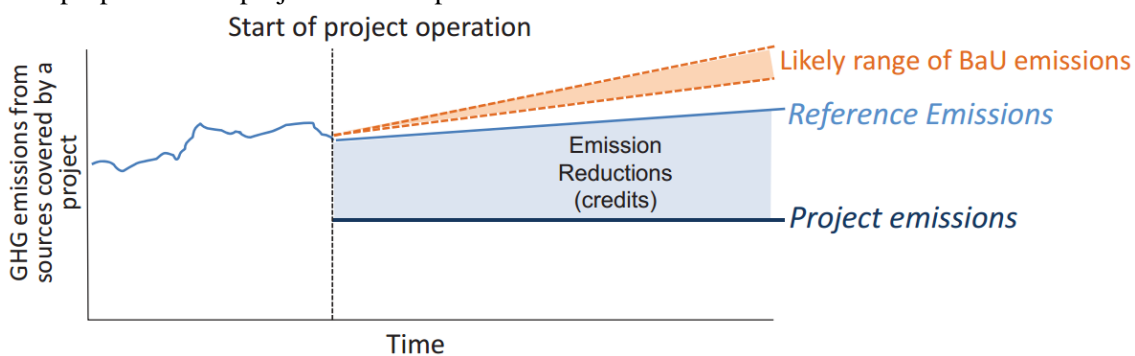 Start of project operation
GHG emissions from
sources covered by a
project
Likely range of BaU emissions
Reference Emissions
Emission
Reductions
(credits)
Project emissions
Time